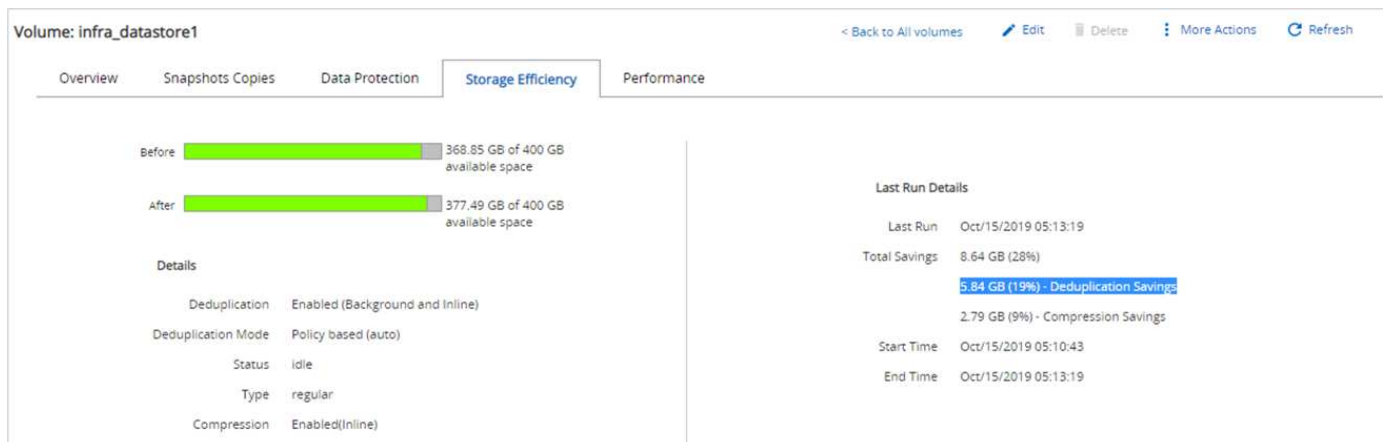 Volume: infra_datastore1
< Back to All volumes Edit Delete More Actions Refresh
Overview Snapshots Copies Data Protection Storage Efficiency Performance
Before 368.85 GB of 400 GB
available space
After 377.49 GB of 400 GB
available space
Details
Deduplication Enabled (Background and Inline)
Deduplication Mode Policy based (auto)
Status idle
Type regular
Compression Enabled(Inline)
Last Run Details
Last Run Oct/15/2019 05:13:19
Total Savings 8.64 GB (28%)
5.84 GB (19%) - Deduplication Savings
2.79 GB (9%) - Compression Savings
Start Time Oct/15/2019 05:10:43
End Time Oct/15/2019 05:13:19